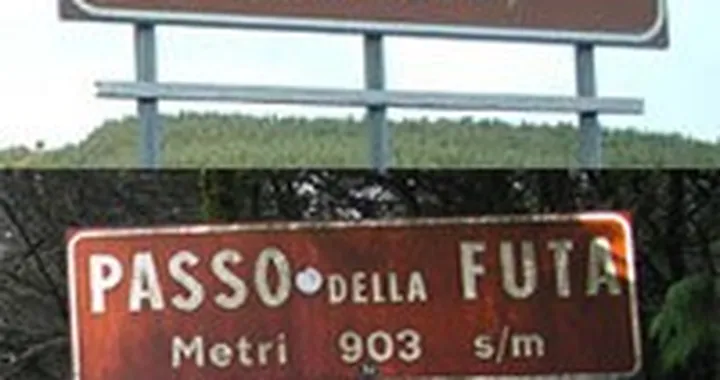 PASSO DELLA FUTA
Metri 903 s/m